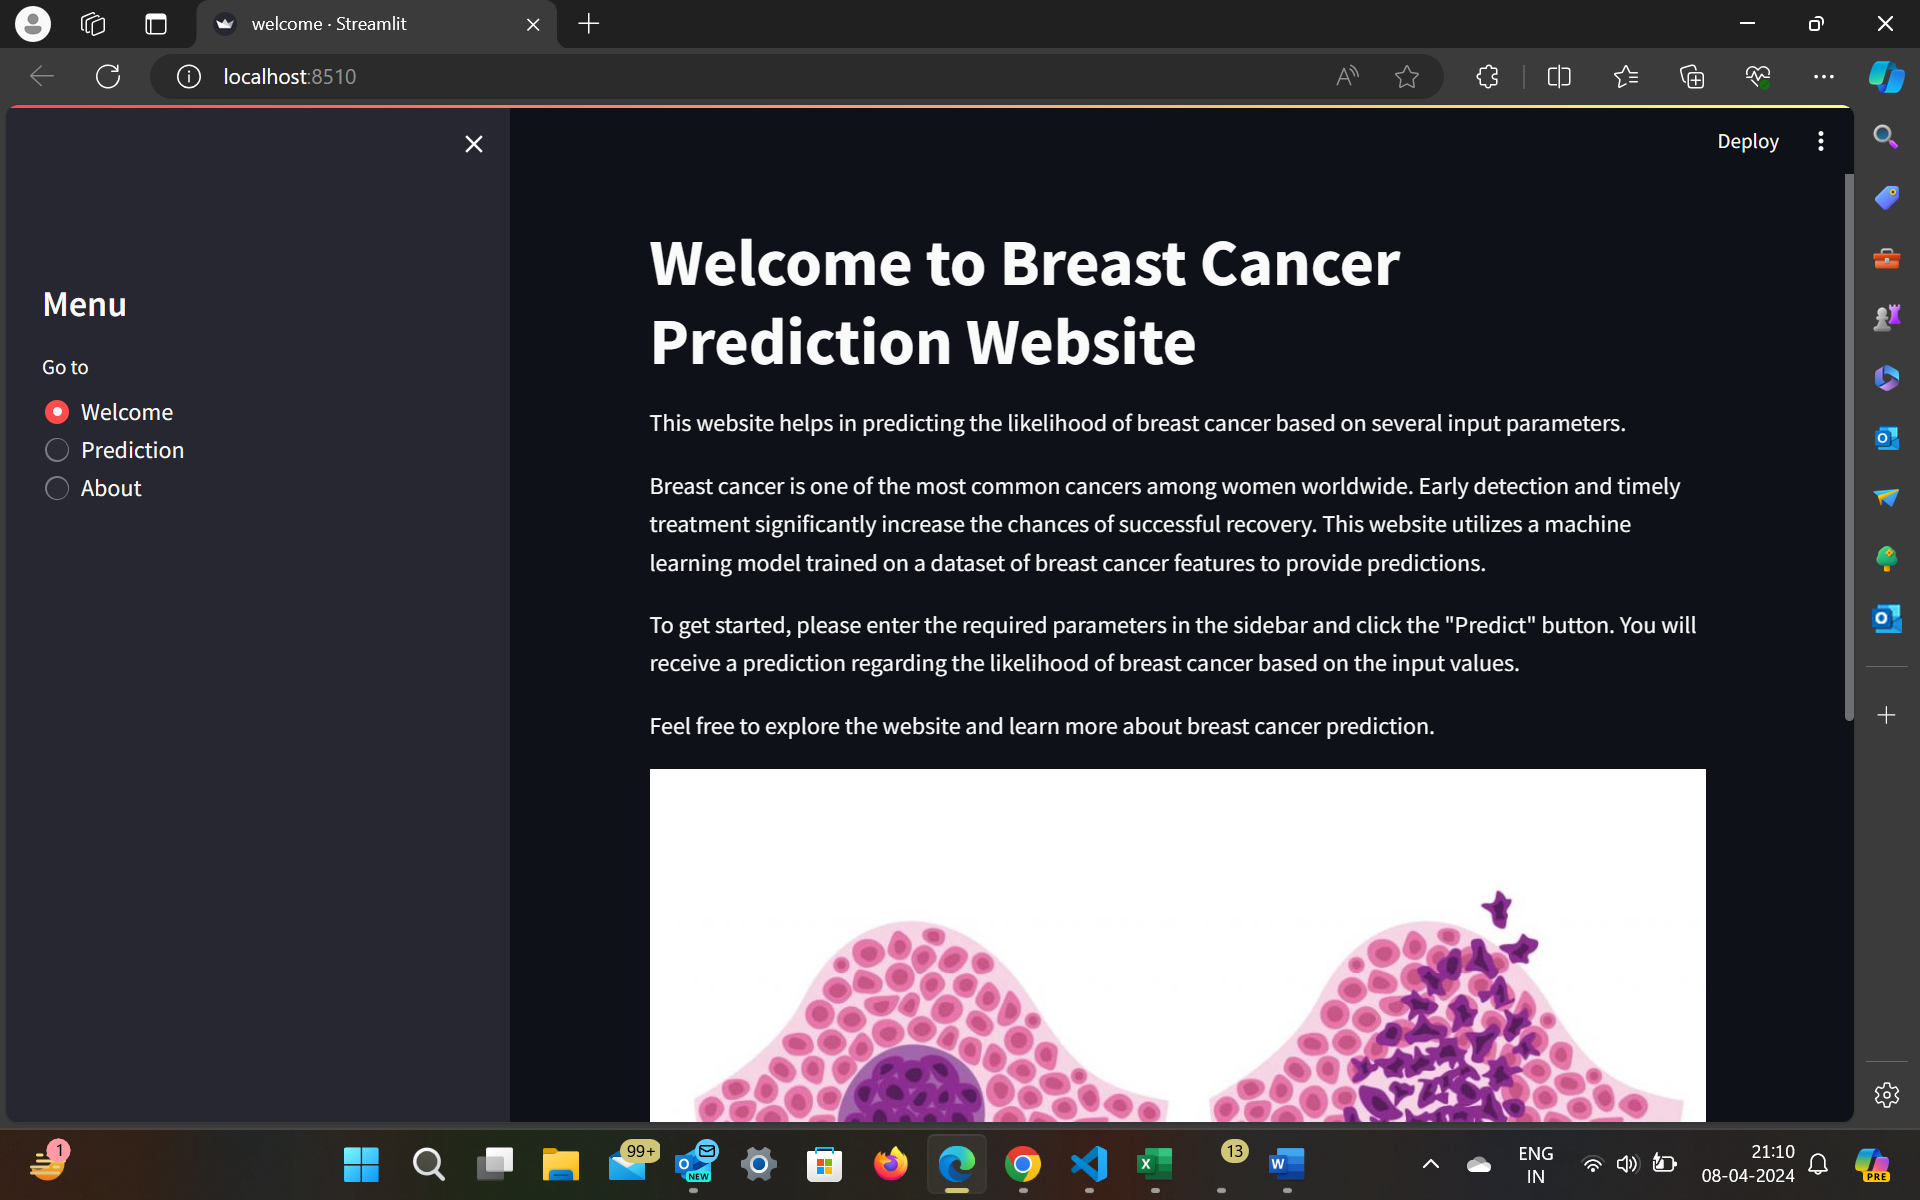 welcome · Streamlit
localhost:8510
Deploy
Menu
Go to
Welcome
Prediction
About
Welcome to Breast Cancer
Prediction Website
This website helps in predicting the likelihood of breast cancer based on several input parameters.
Breast cancer is one of the most common cancers among women worldwide. Early detection and timely
treatment significantly increase the chances of successful recovery. This website utilizes a machine
learning model trained on a dataset of breast cancer features to provide predictions.
To get started, please enter the required parameters in the sidebar and click the "Predict" button. You will
receive a prediction regarding the likelihood of breast cancer based on the input values.
Feel free to explore the website and learn more about breast cancer prediction.
1
99+
NEW
13
ENG
IN
21:10
08-04-2024
PRE